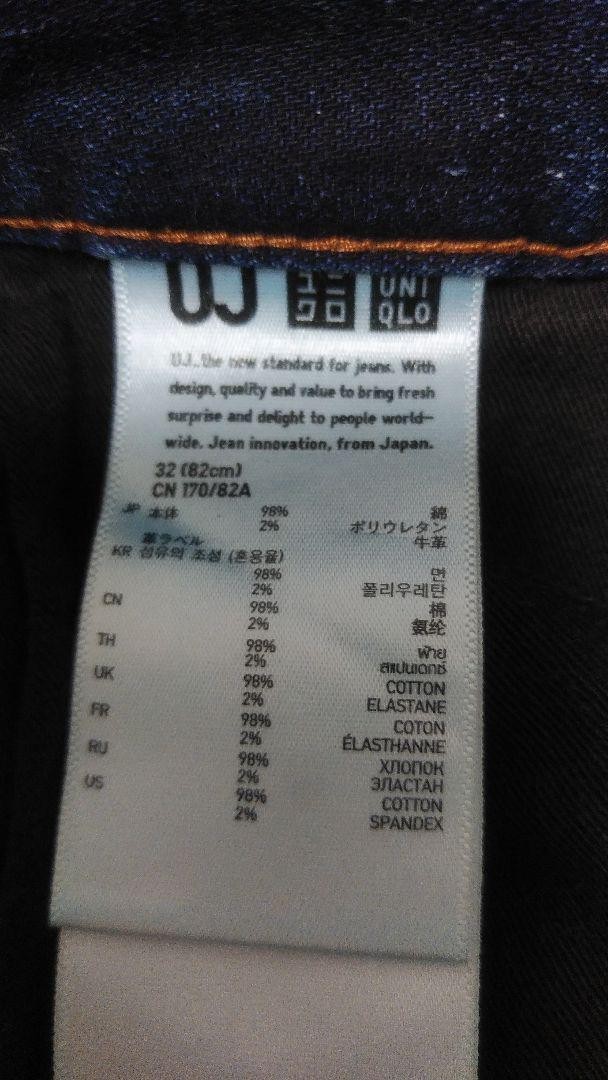 UJ ユニクロ UNIQLO
UJ...the new standard for jeans. With
design, quality and value to bring fresh
surprise and delight to people world-
wide. Jean innovation, from Japan.
32 (82cm)
CN 170/82A
JP 本体 98% 綿
2% ポリウレタン
革ラベル 牛革
KR 섬유의 조성 (혼용율)
98% 면
2% 폴리우레탄
CN 98% 棉
2% 氨纶
TH 98% ฝ้าย
2% สแปนเดกซ์
UK 98% COTTON
2% ELASTANE
FR 98% COTON
2% ÉLASTHANNE
RU 98% ХЛОПОК
2% ЭЛАСТАН
US 98% COTTON
2% SPANDEX